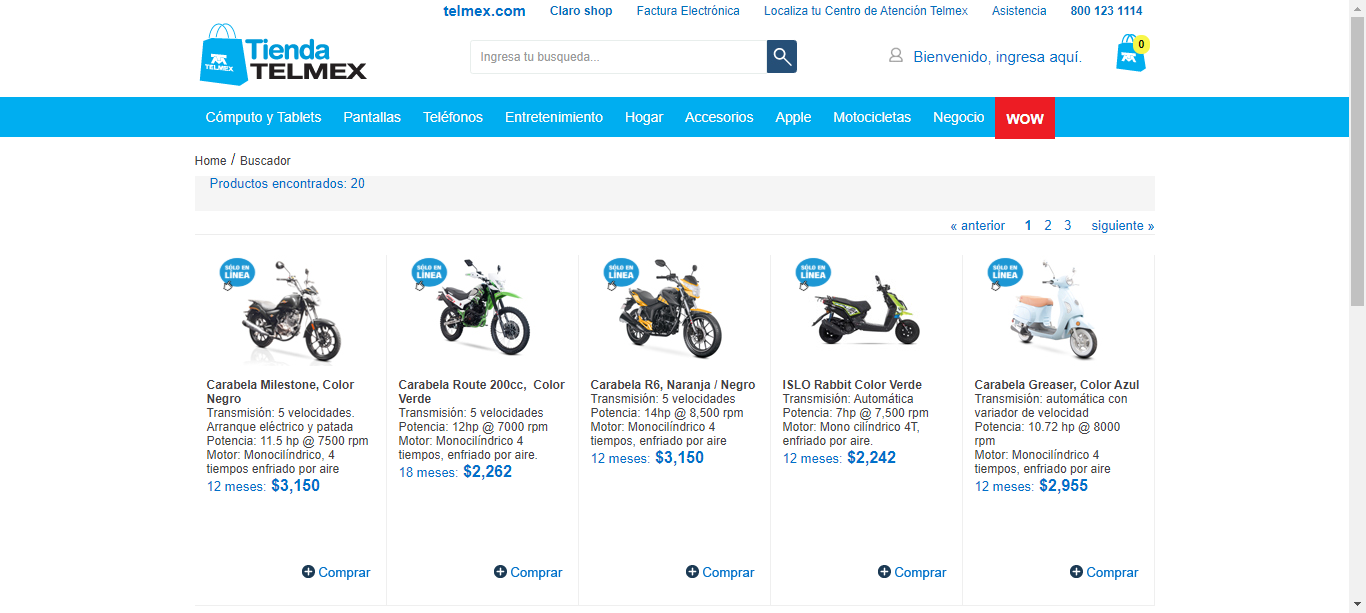 telmex.com Claro shop Factura Electrónica Localiza tu Centro de Atención Telmex Asistencia 800 123 1114
Tienda
TELMEX
TELMEX
Ingresa tu busqueda...
Bienvenido, ingresa aquí.
0
Cómputo y Tablets Pantallas Teléfonos Entretenimiento Hogar Accesorios Apple Motocicletas Negocio WOW
Home / Buscador
Productos encontrados: 20
« anterior 1 2 3 siguiente »
SÓLO EN
LÍNEA
Carabela Milestone, Color
Negro
Transmisión: 5 velocidades.
Arranque eléctrico y patada
Potencia: 11.5 hp @ 7500 rpm
Motor: Monocilíndrico, 4
tiempos enfriado por aire
12 meses: $3,150
Comprar
SÓLO EN
LÍNEA
Carabela Route 200cc, Color
Verde
Transmisión: 5 velocidades
Potencia: 12hp @ 7000 rpm
Motor: Monocilíndrico 4
tiempos, enfriado por aire.
18 meses: $2,262
Comprar
SÓLO EN
LÍNEA
Carabela R6, Naranja / Negro
Transmisión: 5 velocidades
Potencia: 14hp @ 8,500 rpm
Motor: Monocilíndrico 4
tiempos, enfriado por aire
12 meses: $3,150
Comprar
SÓLO EN
LÍNEA
ISLO Rabbit Color Verde
Transmisión: Automática
Potencia: 7hp @ 7,500 rpm
Motor: Mono cilíndrico 4T,
enfriado por aire.
12 meses: $2,242
Comprar
SÓLO EN
LÍNEA
Carabela Greaser, Color Azul
Transmisión: automática con
variador de velocidad
Potencia: 10.72 hp @ 8000
rpm
Motor: Monocilíndrico 4
tiempos, enfriado por aire
12 meses: $2,955
Comprar